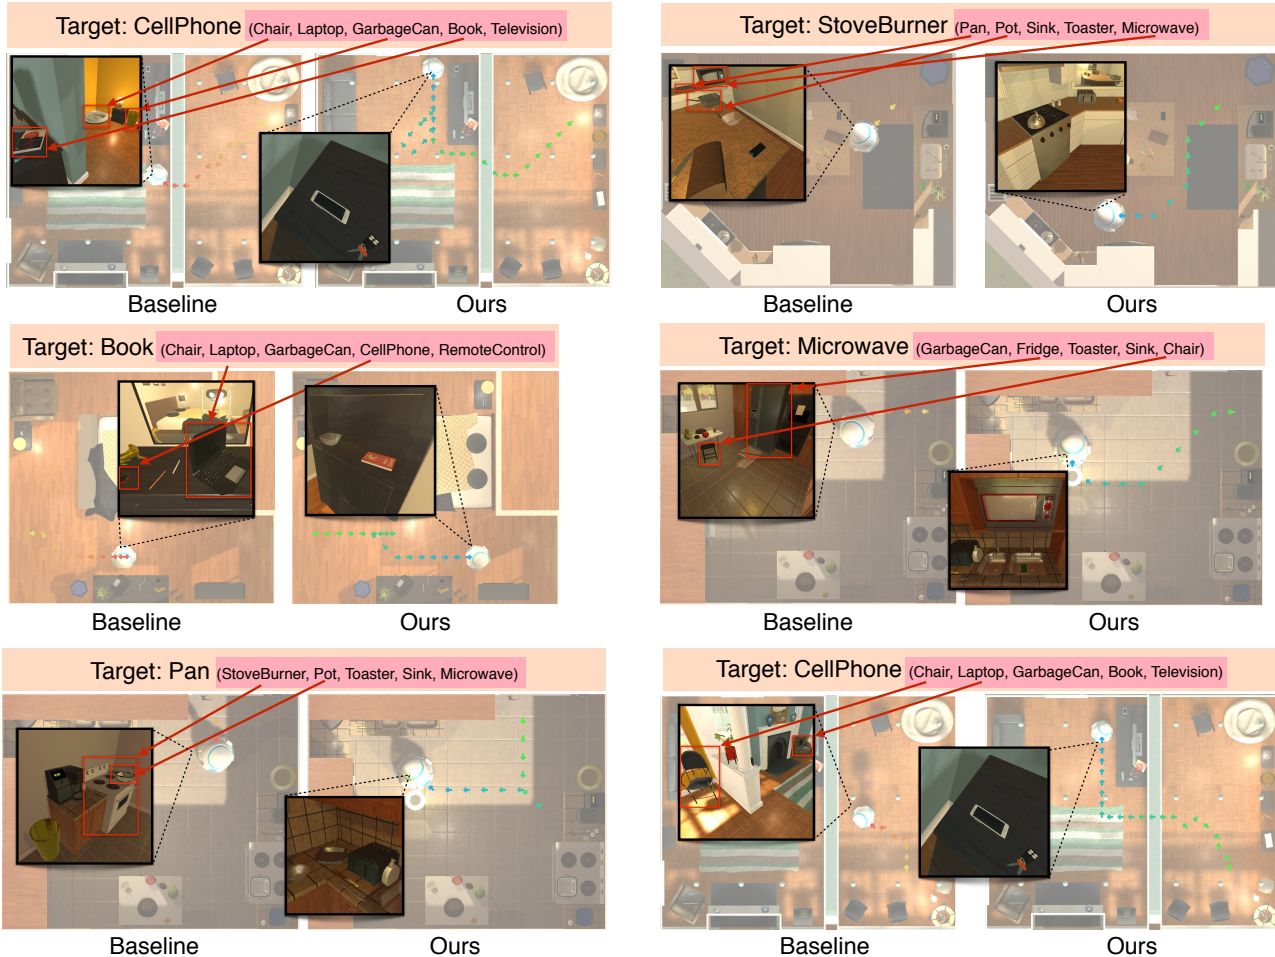 Target: CellPhone (Chair, Laptop, GarbageCan, Book, Television)
Baseline
Ours
Target: StoveBurner (Pan, Pot, Sink, Toaster, Microwave)
Baseline
Ours
Target: Book (Chair, Laptop, GarbageCan, CellPhone, RemoteControl)
Baseline
Ours
Target: Microwave (GarbageCan, Fridge, Toaster, Sink, Chair)
Baseline
Ours
Target: Pan (StoveBurner, Pot, Toaster, Sink, Microwave)
Baseline
Ours
Target: CellPhone (Chair, Laptop, GarbageCan, Book, Television)
Baseline
Ours